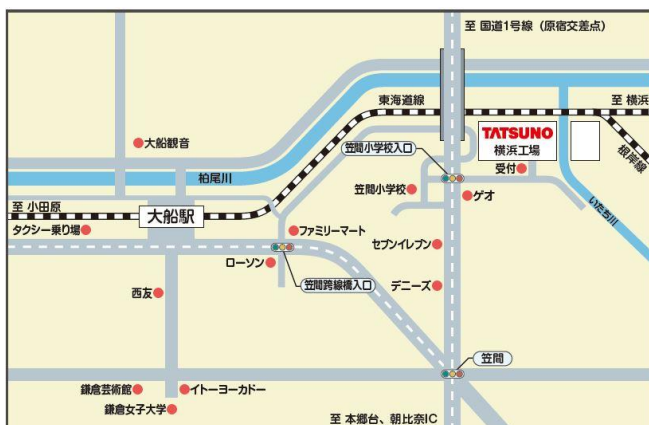 至 国道1号線（原宿交差点）
東海道線
至 横浜
大船観音
笠間小学校入口
TATSUNO
横浜工場
根岸線
柏尾川
受付
笠間小学校
ゲオ
至 小田原
大船駅
いたち川
タクシー乗り場
ファミリーマート
セブンイレブン
ローソン
笠間跨線橋入口
デニーズ
西友
笠間
鎌倉芸術館
イトーヨーカドー
鎌倉女子大学
至 本郷台、朝比奈IC